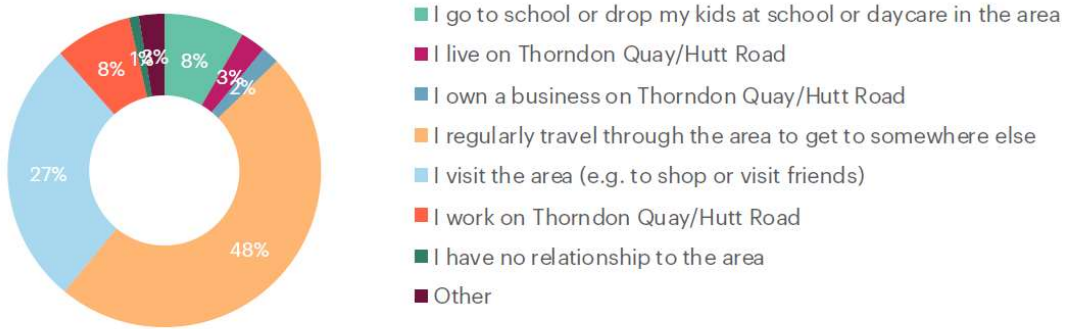 I go to school or drop my kids at school or daycare in the area
I live on Thorndon Quay/Hutt Road
I own a business on Thorndon Quay/Hutt Road
I regularly travel through the area to get to somewhere else
I visit the area (e.g. to shop or visit friends)
I work on Thorndon Quay/Hutt Road
I have no relationship to the area
Other
8%
3%
2%
48%
27%
8%
1%